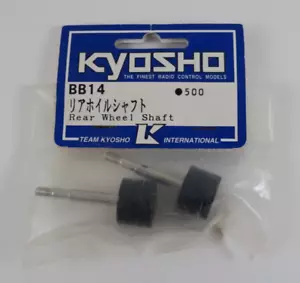 KYOSHO
THE FINEST RADIO CONTROL MODELS
BB14 ●500
リアホイルシャフト
Rear Wheel Shaft
TEAM KYOSHO K INTERNATIONAL